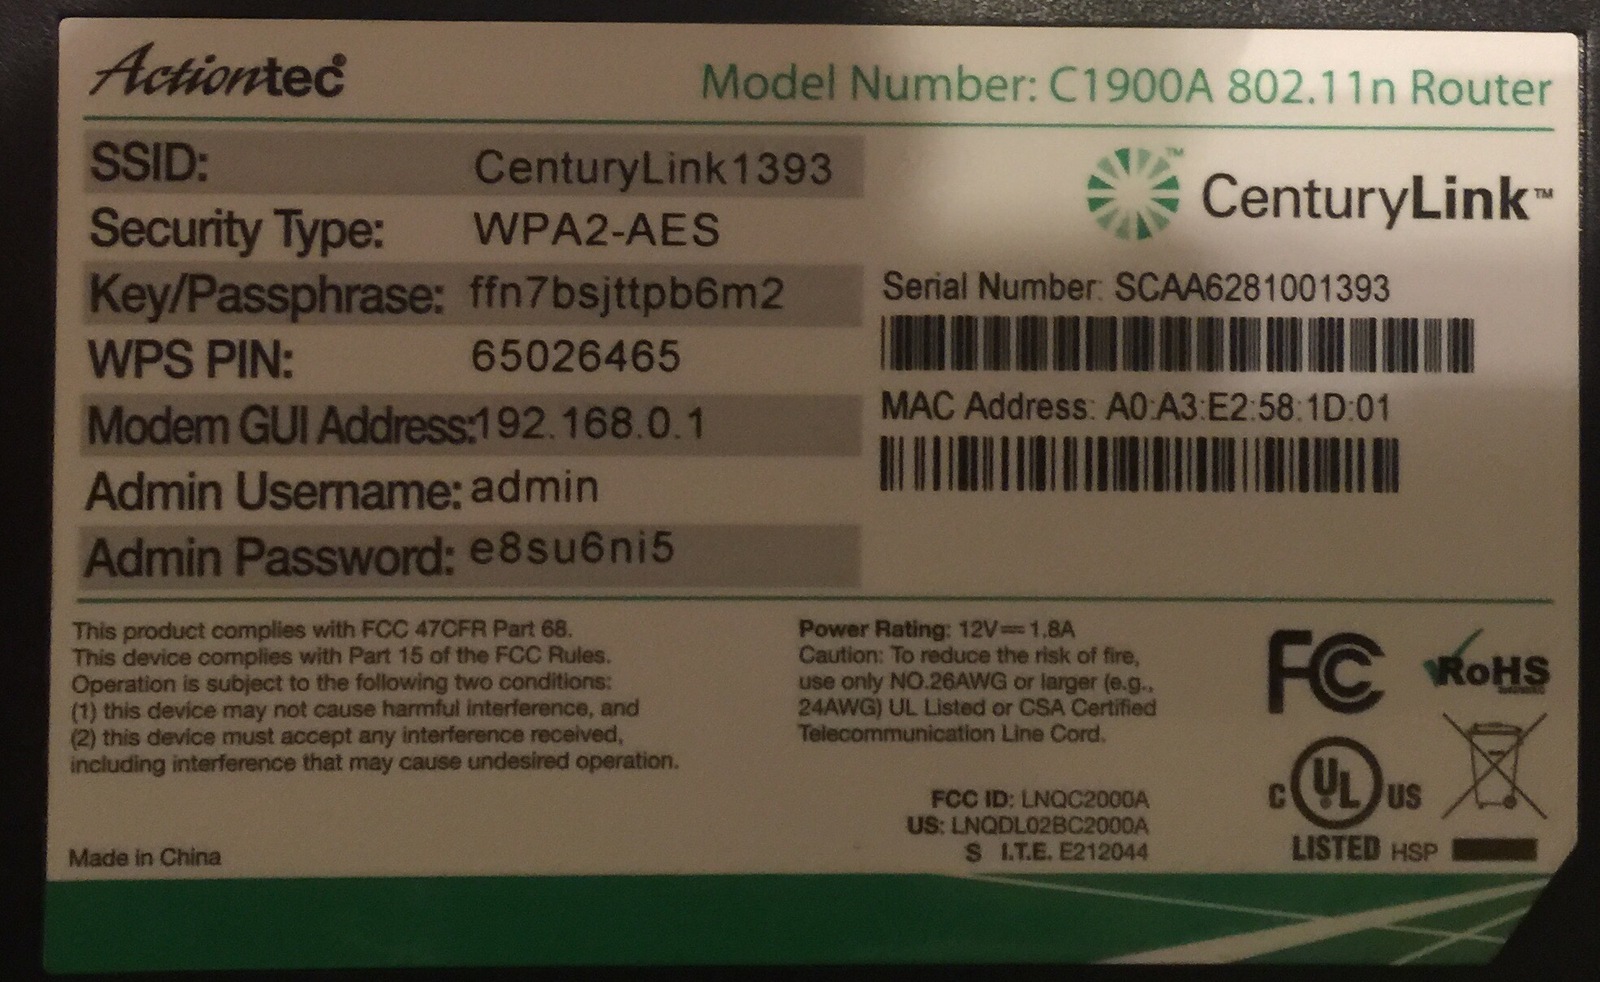 Actiontec
Model Number: C1900A 802.11n Router
SSID: CenturyLink1393
Security Type: WPA2-AES
Key/Passphrase: ffn7bsjttpb6m2
WPS PIN: 65026465
Modem GUI Address:192.168.0.1
Admin Username: admin
Admin Password: e8su6ni5
CenturyLink™
Serial Number: SCAA6281001393
MAC Address: A0:A3:E2:58:1D:01
This product complies with FCC 47CFR Part 68.
This device complies with Part 15 of the FCC Rules.
Operation is subject to the following two conditions:
(1) this device may not cause harmful interference, and
(2) this device must accept any interference received,
including interference that may cause undesired operation.
Made in China
Power Rating: 12V⎓1.8A
Caution: To reduce the risk of fire,
use only NO.26AWG or larger (e.g.,
24AWG) UL Listed or CSA Certified
Telecommunication Line Cord.
FCC ID: LNQC2000A
US: LNQDL02BC2000A
S I.T.E. E212044
FC
RoHS
C UL US
LISTED HSP